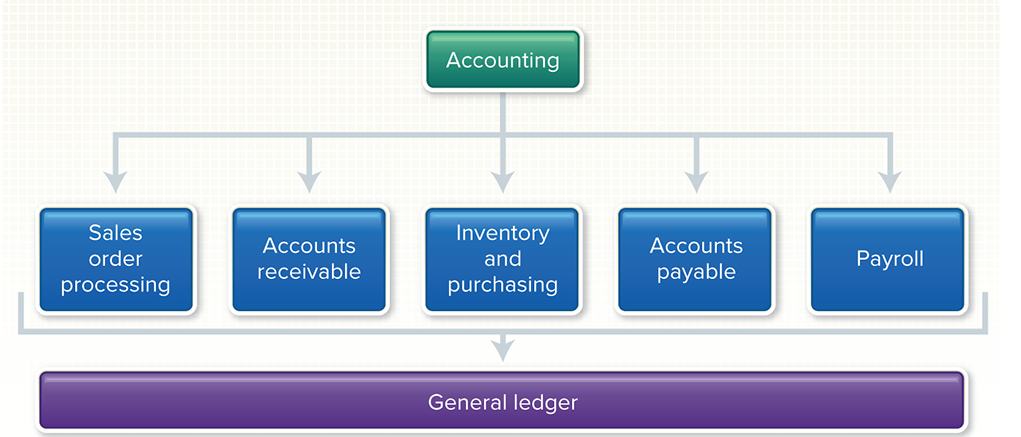 Accounting
Sales
order
processing
Accounts
receivable
Inventory
and
purchasing
Accounts
payable
Payroll
General ledger